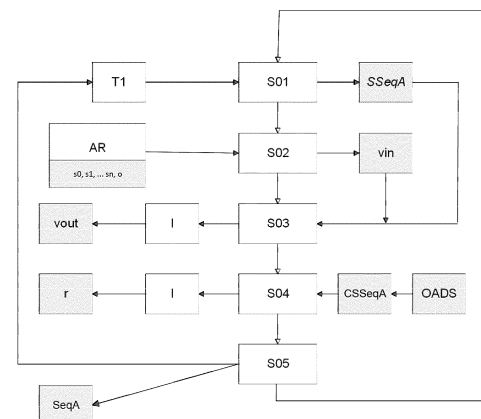 T1
S01
SSeqA
AR
s0, s1, ... sn, o
S02
vin
vout
I
S03
r
I
S04
CSSeqA
OADS
S05
SeqA